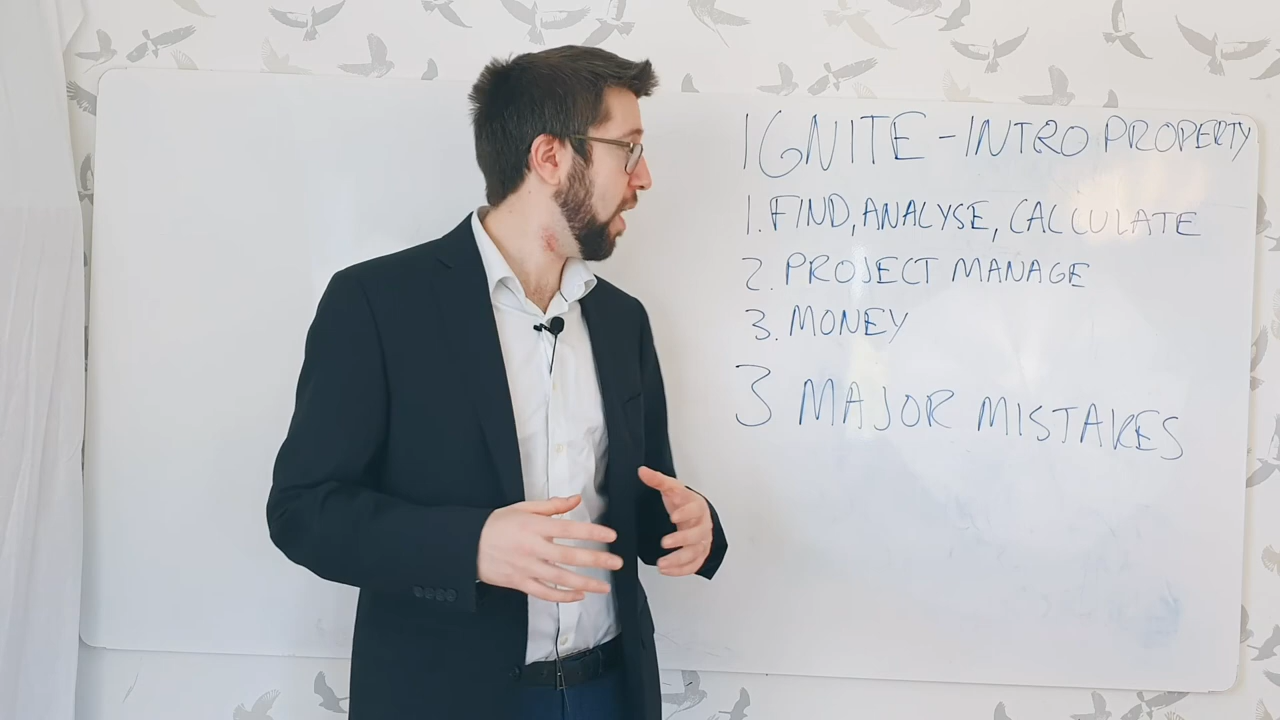 IGNITE - INTRO PROPERTY
1. FIND, ANALYSE, CALCULATE
2. PROJECT MANAGE
3. MONEY
3 MAJOR MISTAKES